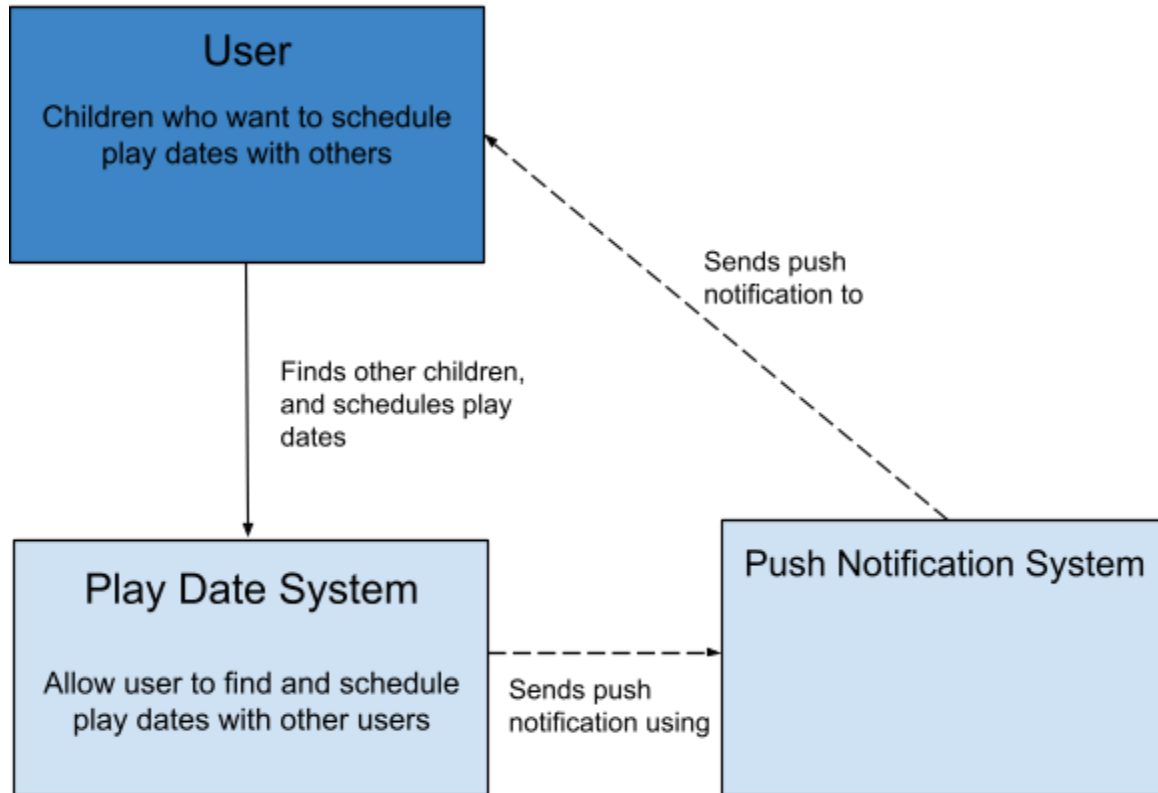 User
Children who want to schedule
play dates with others
Sends push
notification to
Finds other children,
and schedules play
dates
Play Date System
Allow user to find and schedule
play dates with other users
Sends push
notification using
Push Notification System